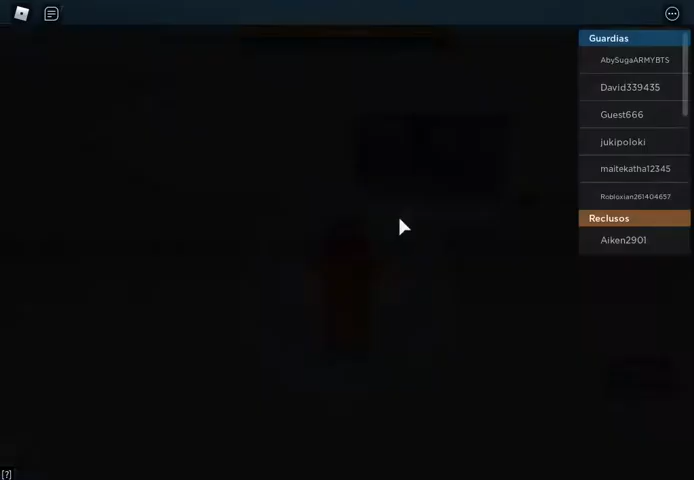 Guardias
AbySugaARMYBTS
David339435
Guest666
jukipoloki
maitekatha12345
Robloxian261404657
Reclusos
Aiken2901
[?]